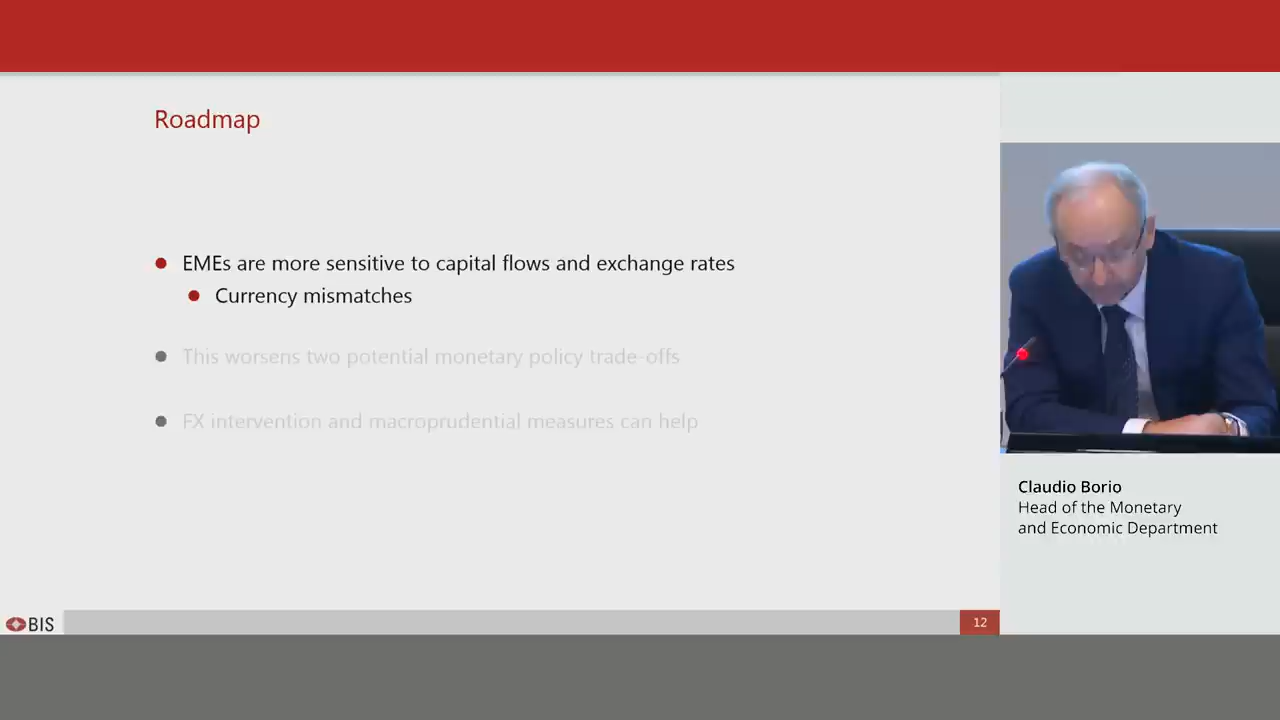 Roadmap
EMEs are more sensitive to capital flows and exchange rates
Currency mismatches
This worsens two potential monetary policy trade-offs
FX intervention and macroprudential measures can help
Claudio Borio
Head of the Monetary
and Economic Department
BIS
12